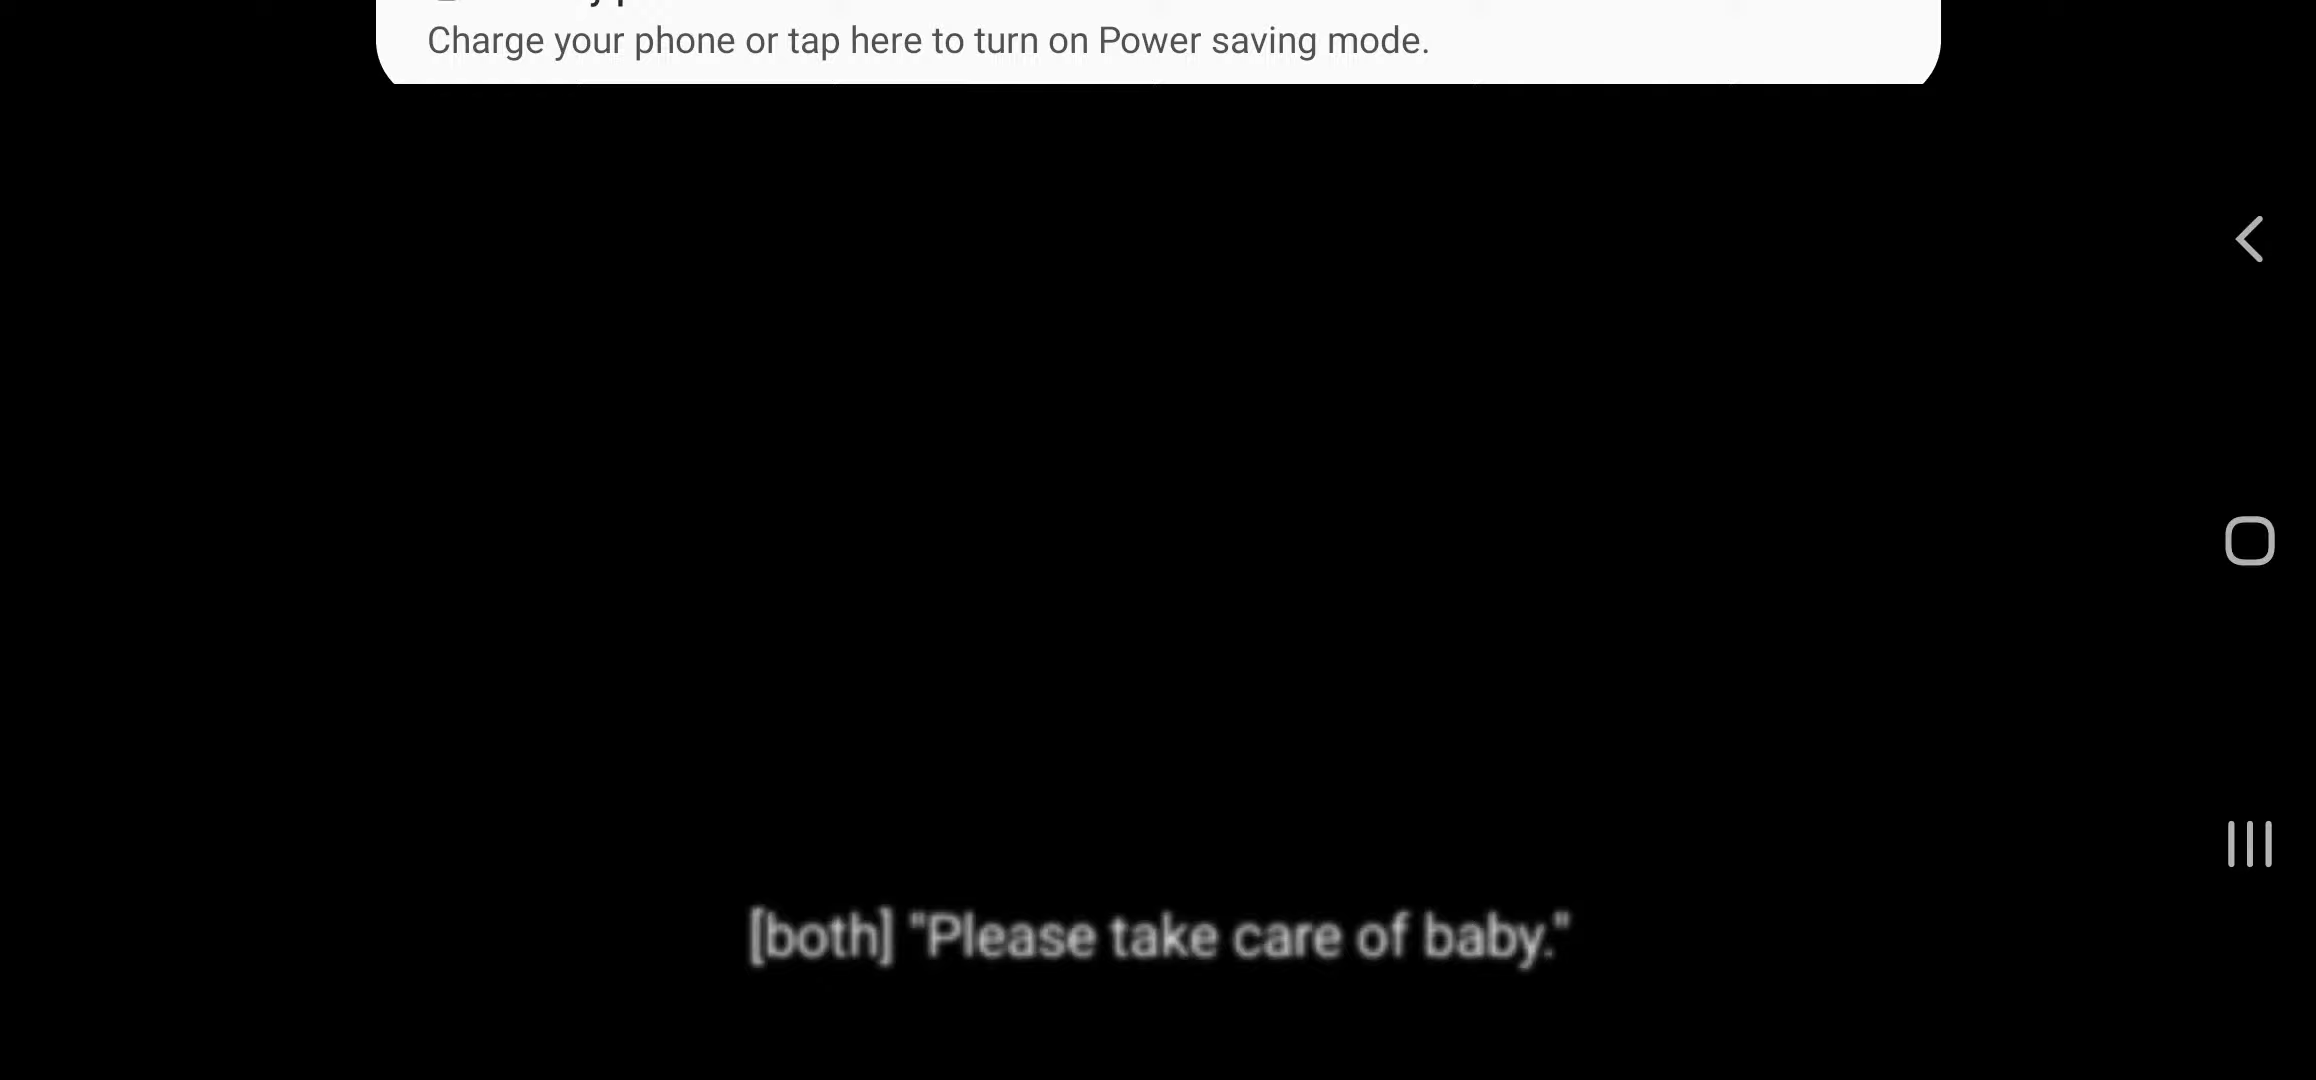 Charge your phone or tap here to turn on Power saving mode.
[both] "Please take care of baby."